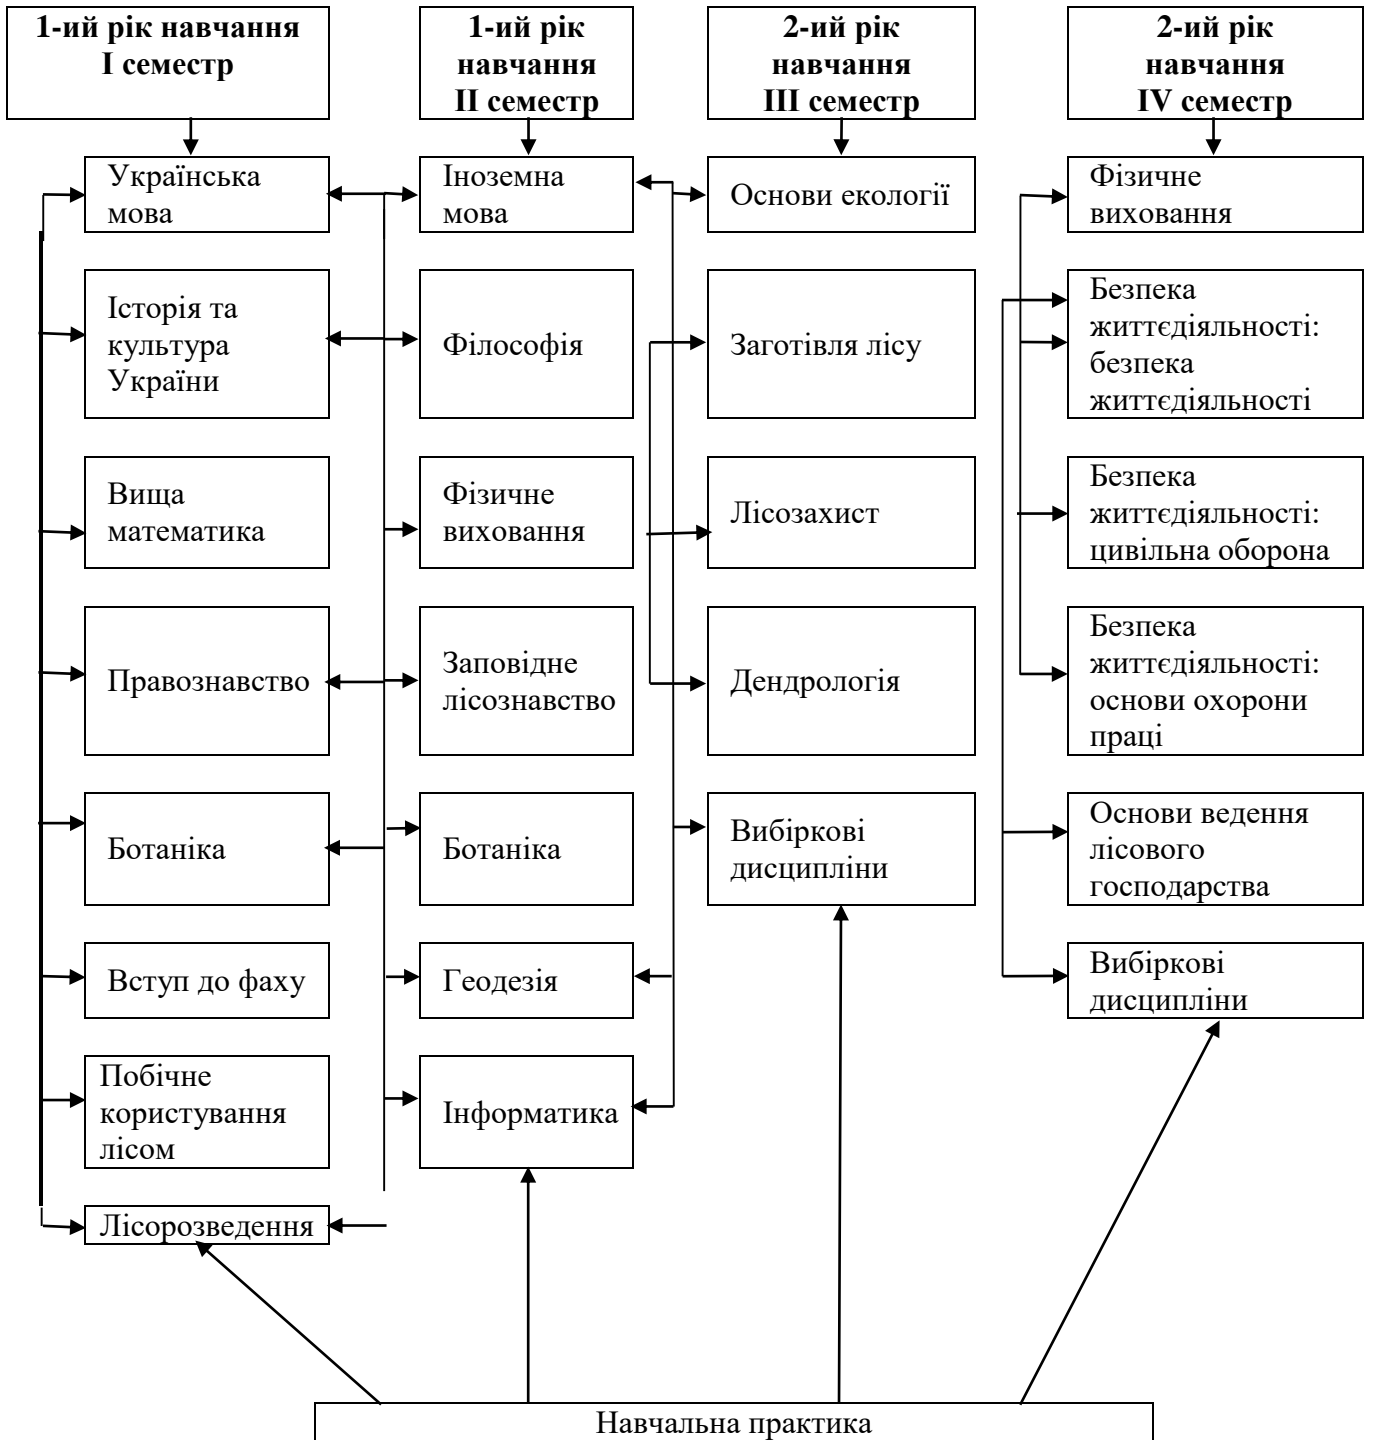 1-ий рік навчання
І семестр
1-ий рік
навчання
ІІ семестр
2-ий рік
навчання
ІІІ семестр
2-ий рік
навчання
IV семестр
Українська
мова
Історія та
культура
України
Вища
математика
Правознавство
Ботаніка
Вступ до фаху
Побічне
користування
лісом
Лісорозведення
Іноземна
мова
Філософія
Фізичне
виховання
Заповідне
лісознавство
Ботаніка
Геодезія
Інформатика
Основи екології
Заготівля лісу
Лісозахист
Дендрологія
Вибіркові
дисципліни
Фізичне
виховання
Безпека
життєдіяльності:
безпека
життєдіяльності
Безпека
життєдіяльності:
цивільна оборона
Безпека
життєдіяльності:
основи охорони
праці
Основи ведення
лісового
господарства
Вибіркові
дисципліни
Навчальна практика